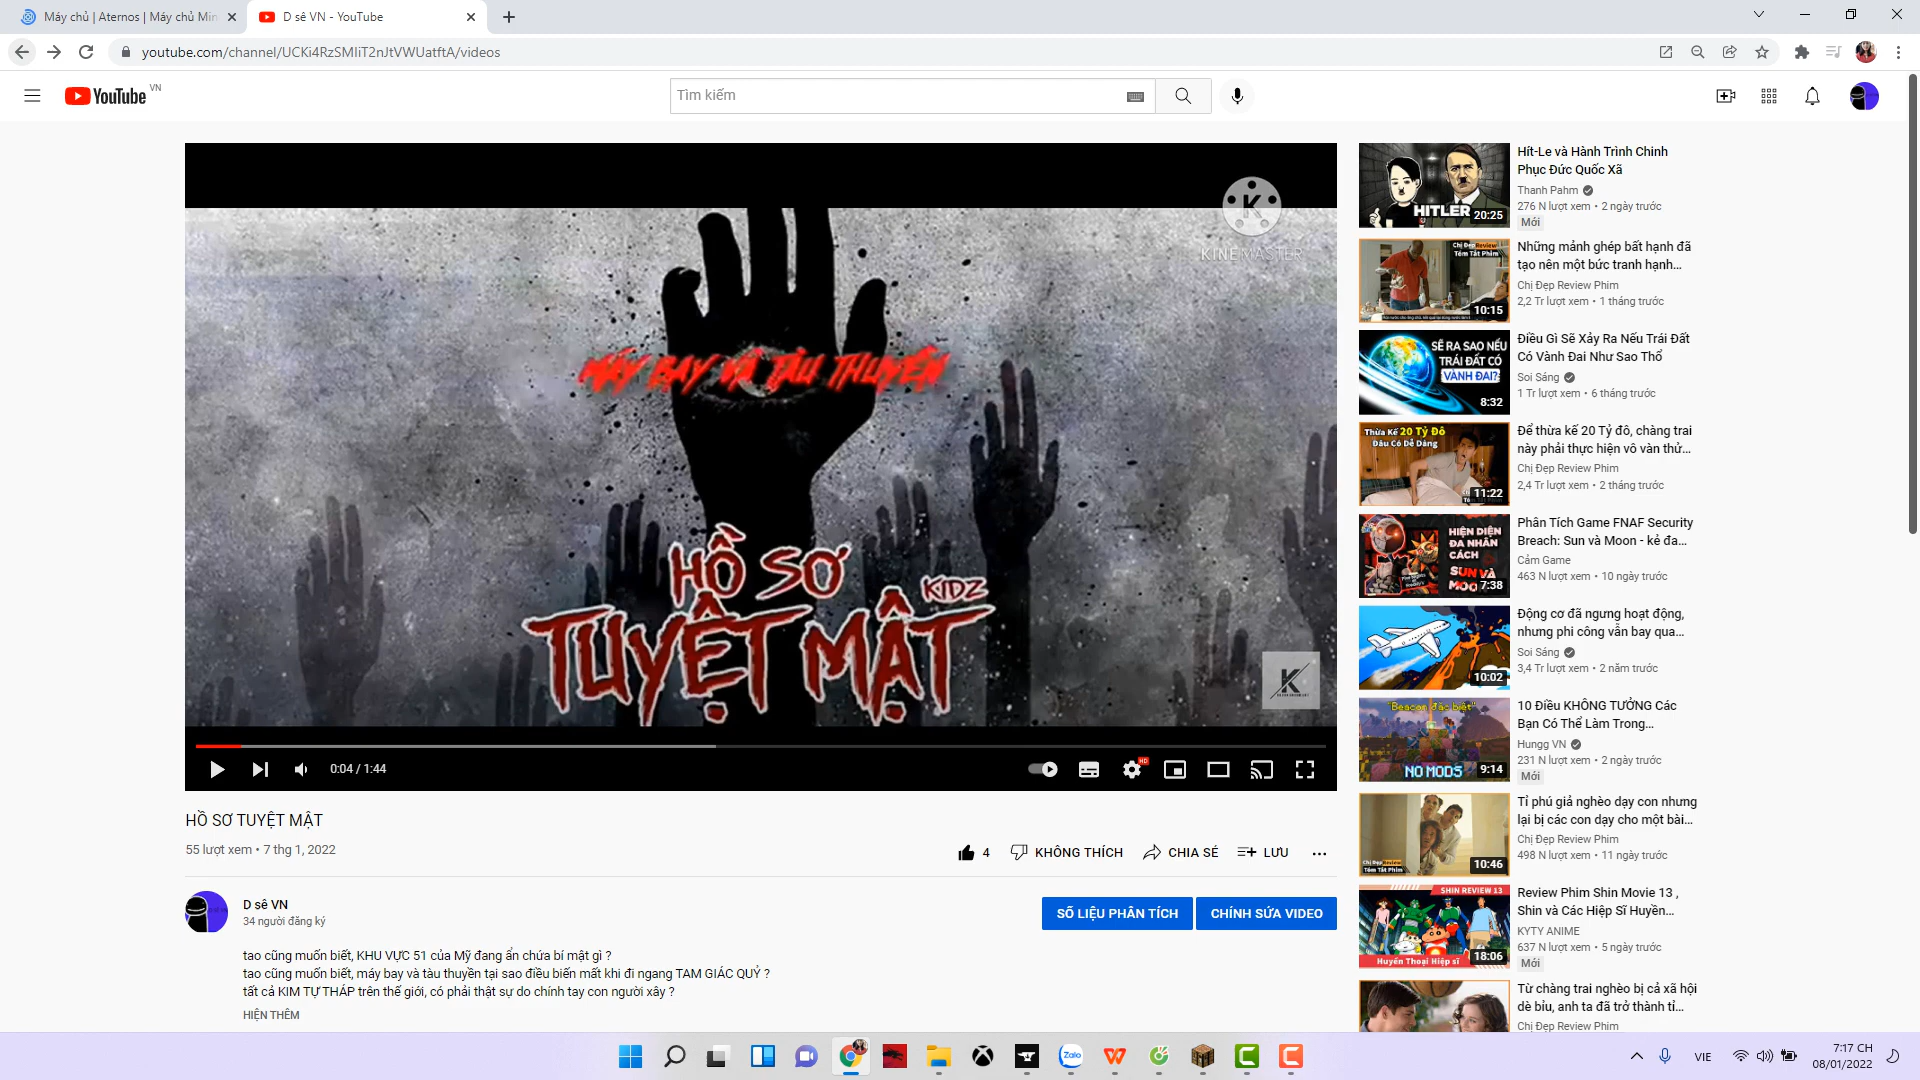 Máy chủ | Aternos | Máy chủ Min
D sê VN - YouTube
youtube.com/channel/UCKi4RzSMIiT2nJtVWUatftA/videos
YouTube VN
Tìm kiếm
K
KINEMASTER
MÁY BAY VÀ TÀU THUYỀN
HỒ SƠ
KIDZ
TUYỆT MẬT
K
0:04 / 1:44
HD
HỒ SƠ TUYỆT MẬT
55 lượt xem • 7 thg 1, 2022
4
KHÔNG THÍCH
CHIA SẺ
LƯU
D sê VN
34 người đăng ký
SỐ LIỆU PHÂN TÍCH
CHỈNH SỬA VIDEO
tao cũng muốn biết, KHU VỰC 51 của Mỹ đang ẩn chứa bí mật gì ?
tao cũng muốn biết, máy bay và tàu thuyền tại sao điều biến mất khi đi ngang TAM GIÁC QUỶ ?
tất cả KIM TỰ THÁP trên thế giới, có phải thật sự do chính tay con người xây ?
HIỆN THÊM
HITLER
20:25
Hít-Le và Hành Trình Chinh
Phục Đức Quốc Xã
Thanh Pahm
276 N lượt xem • 2 ngày trước
Mới
Chị Đẹp Review
Tóm Tắt Phim
10:15
Những mảnh ghép bất hạnh đã
tạo nên một bức tranh hạnh...
Chị Đẹp Review Phim
2,2 Tr lượt xem • 1 tháng trước
SẼ RA SAO NẾU
TRÁI ĐẤT CÓ
VÀNH ĐAI?
8:32
Điều Gì Sẽ Xảy Ra Nếu Trái Đất
Có Vành Đai Như Sao Thổ
Soi Sáng
1 Tr lượt xem • 6 tháng trước
Thừa Kế 20 Tỷ Đô
Đâu Có Dễ Dàng
11:22
Để thừa kế 20 Tỷ đô, chàng trai
này phải thực hiện vô vàn thử...
Chị Đẹp Review Phim
2,4 Tr lượt xem • 2 tháng trước
HIỆN DIỆN
ĐA NHÂN
CÁCH
SUN VÀ
MOO
7:38
Phân Tích Game FNAF Security
Breach: Sun và Moon - kẻ đa...
Cảm Game
463 N lượt xem • 10 ngày trước
10:02
Động cơ đã ngưng hoạt động,
nhưng phi công vẫn bay qua...
Soi Sáng
3,4 Tr lượt xem • 2 năm trước
"Beacon đặc biệt"
NO MODS
9:14
10 Điều KHÔNG TƯỞNG Các
Bạn Có Thể Làm Trong...
Hungg VN
231 N lượt xem • 2 ngày trước
Mới
Chị Đẹp Review
Tóm Tắt Phim
10:46
Tỉ phú giả nghèo dạy con nhưng
lại bị các con dạy cho một bài...
Chị Đẹp Review Phim
498 N lượt xem • 11 ngày trước
SHIN REVIEW 13
Huyền Thoại Hiệp sĩ
18:06
Review Phim Shin Movie 13 ,
Shin và Các Hiệp Sĩ Huyền...
KYTY ANIME
637 N lượt xem • 5 ngày trước
Mới
Từ chàng trai nghèo bị cả xã hội
dè bỉu, anh ta đã trở thành tỉ...
Chị Đẹp Review Phim
Zalo
VIE
7:17 CH
08/01/2022